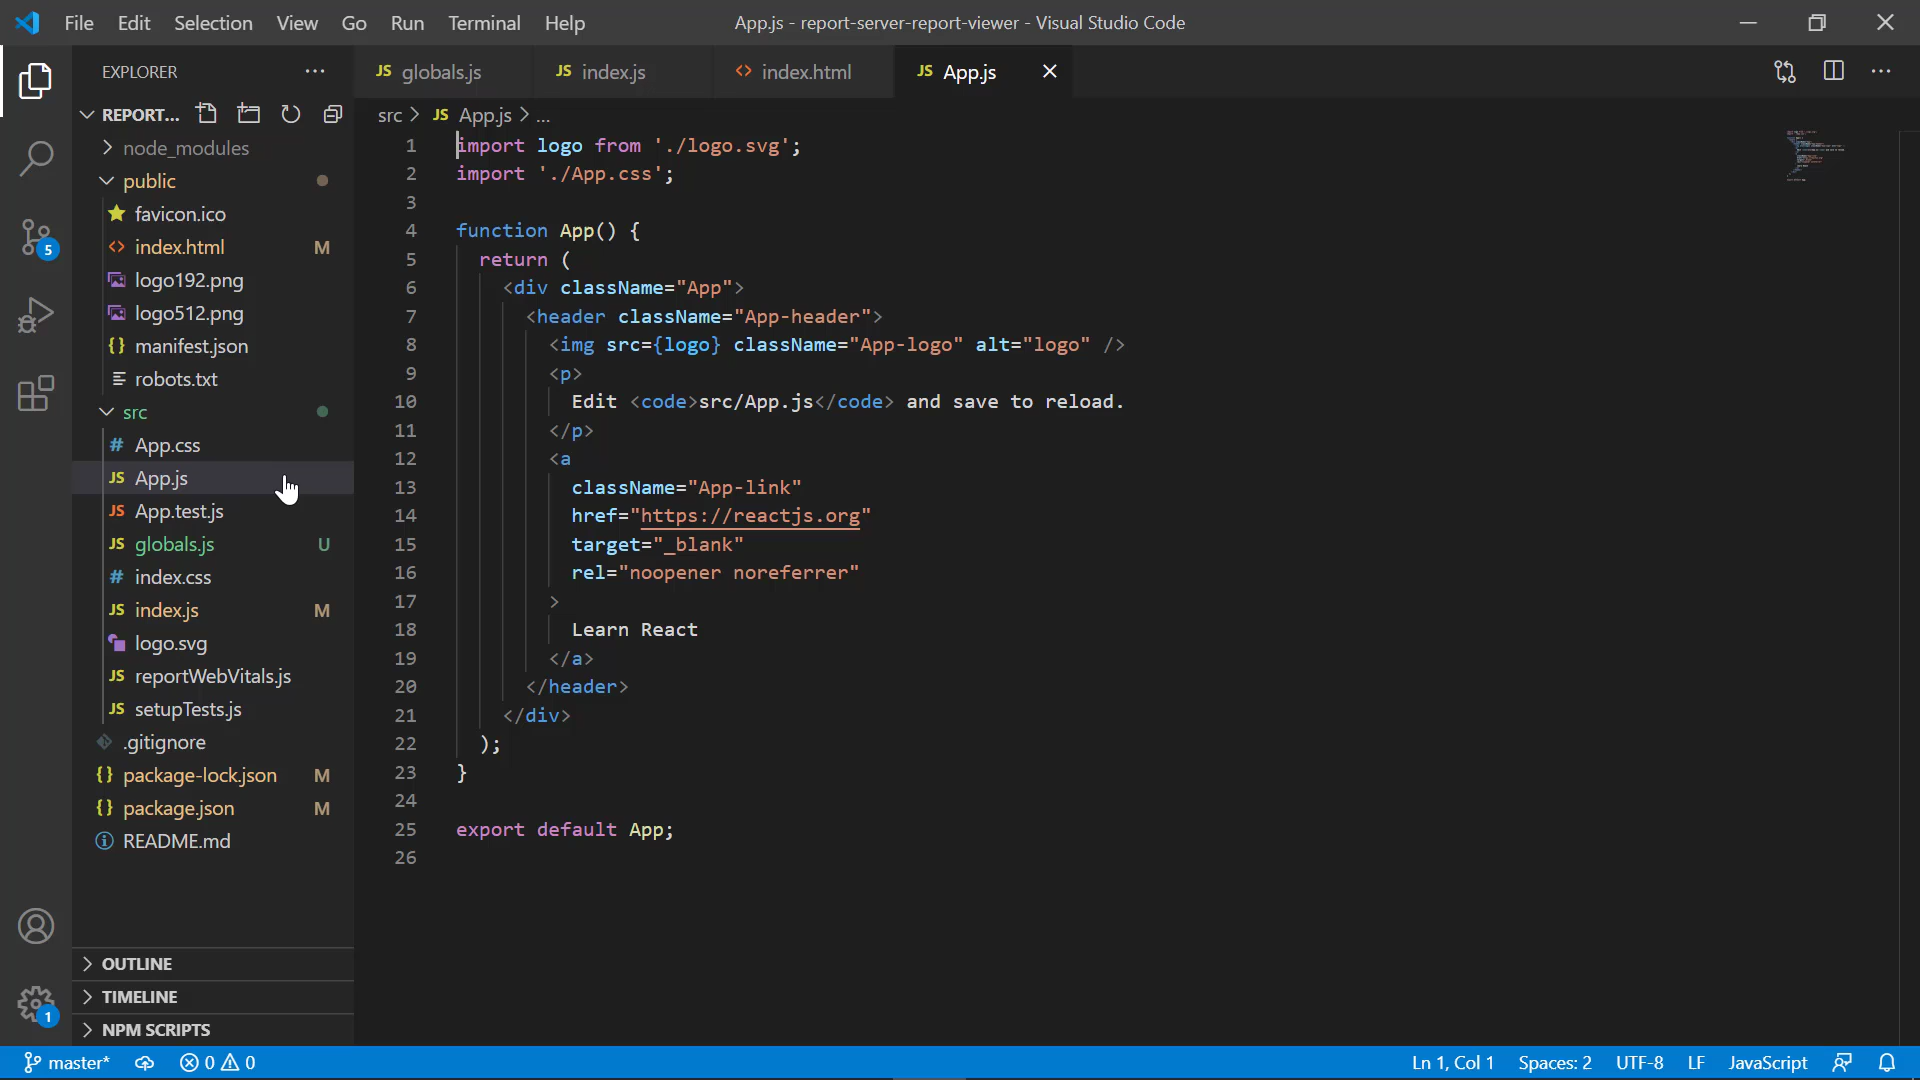 File Edit Selection View Go Run Terminal Help
App.js - report-server-report-viewer - Visual Studio Code
EXPLORER
REPORT...
node_modules
public
favicon.ico
index.html M
logo192.png
logo512.png
manifest.json
robots.txt
src
App.css
App.js
App.test.js
globals.js U
index.css
index.js M
logo.svg
reportWebVitals.js
setupTests.js
.gitignore
package-lock.json M
package.json M
README.md
OUTLINE
TIMELINE
NPM SCRIPTS
5
1
JS globals.js
JS index.js
index.html
JS App.js
src > JS App.js > ...
1 import logo from './logo.svg';
2 import './App.css';
3
4 function App() {
5 return (
6 <div className="App">
7 <header className="App-header">
8 <img src={logo} className="App-logo" alt="logo" />
9 <p>
10 Edit <code>src/App.js</code> and save to reload.
11 </p>
12 <a
13 className="App-link"
14 href="https://reactjs.org"
15 target="_blank"
16 rel="noopener noreferrer"
17 >
18 Learn React
19 </a>
20 </header>
21 </div>
22 );
23 }
24
25 export default App;
26
master* 0 0
Ln 1, Col 1 Spaces: 2 UTF-8 LF JavaScript